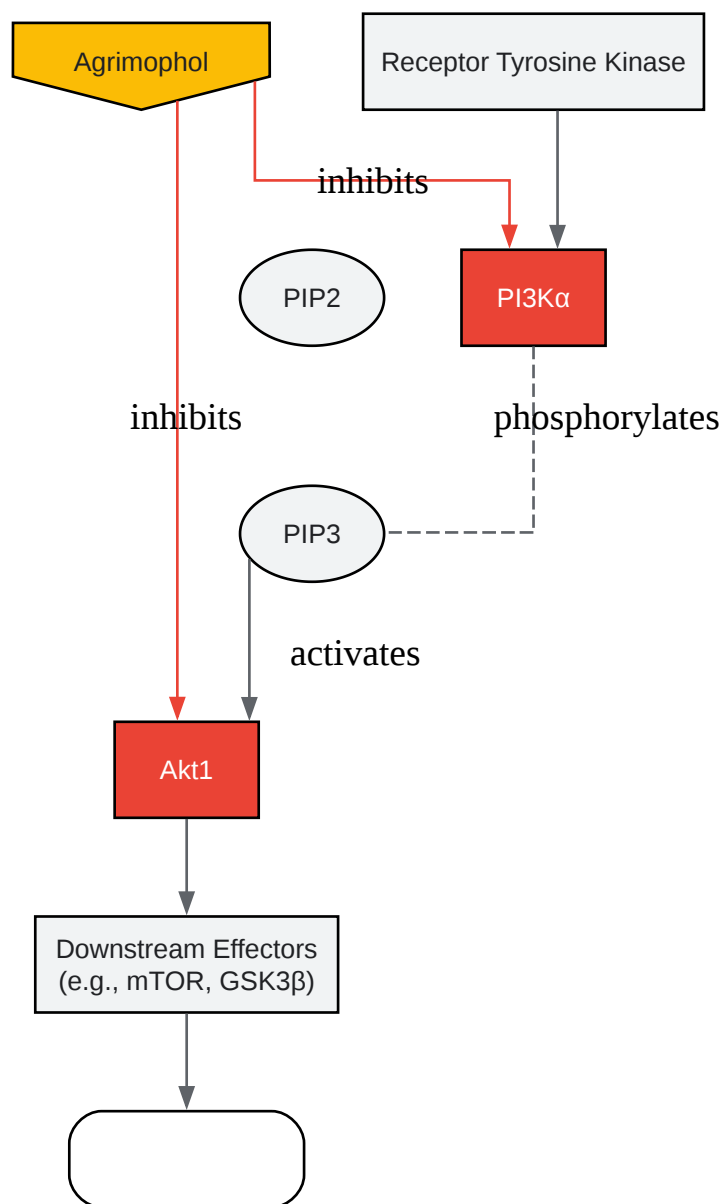 Agrimophol
Receptor Tyrosine Kinase
inhibits
PIP2
PI3Kα
inhibits
phosphorylates
PIP3
activates
Akt1
Downstream Effectors
(e.g., mTOR, GSK3β)